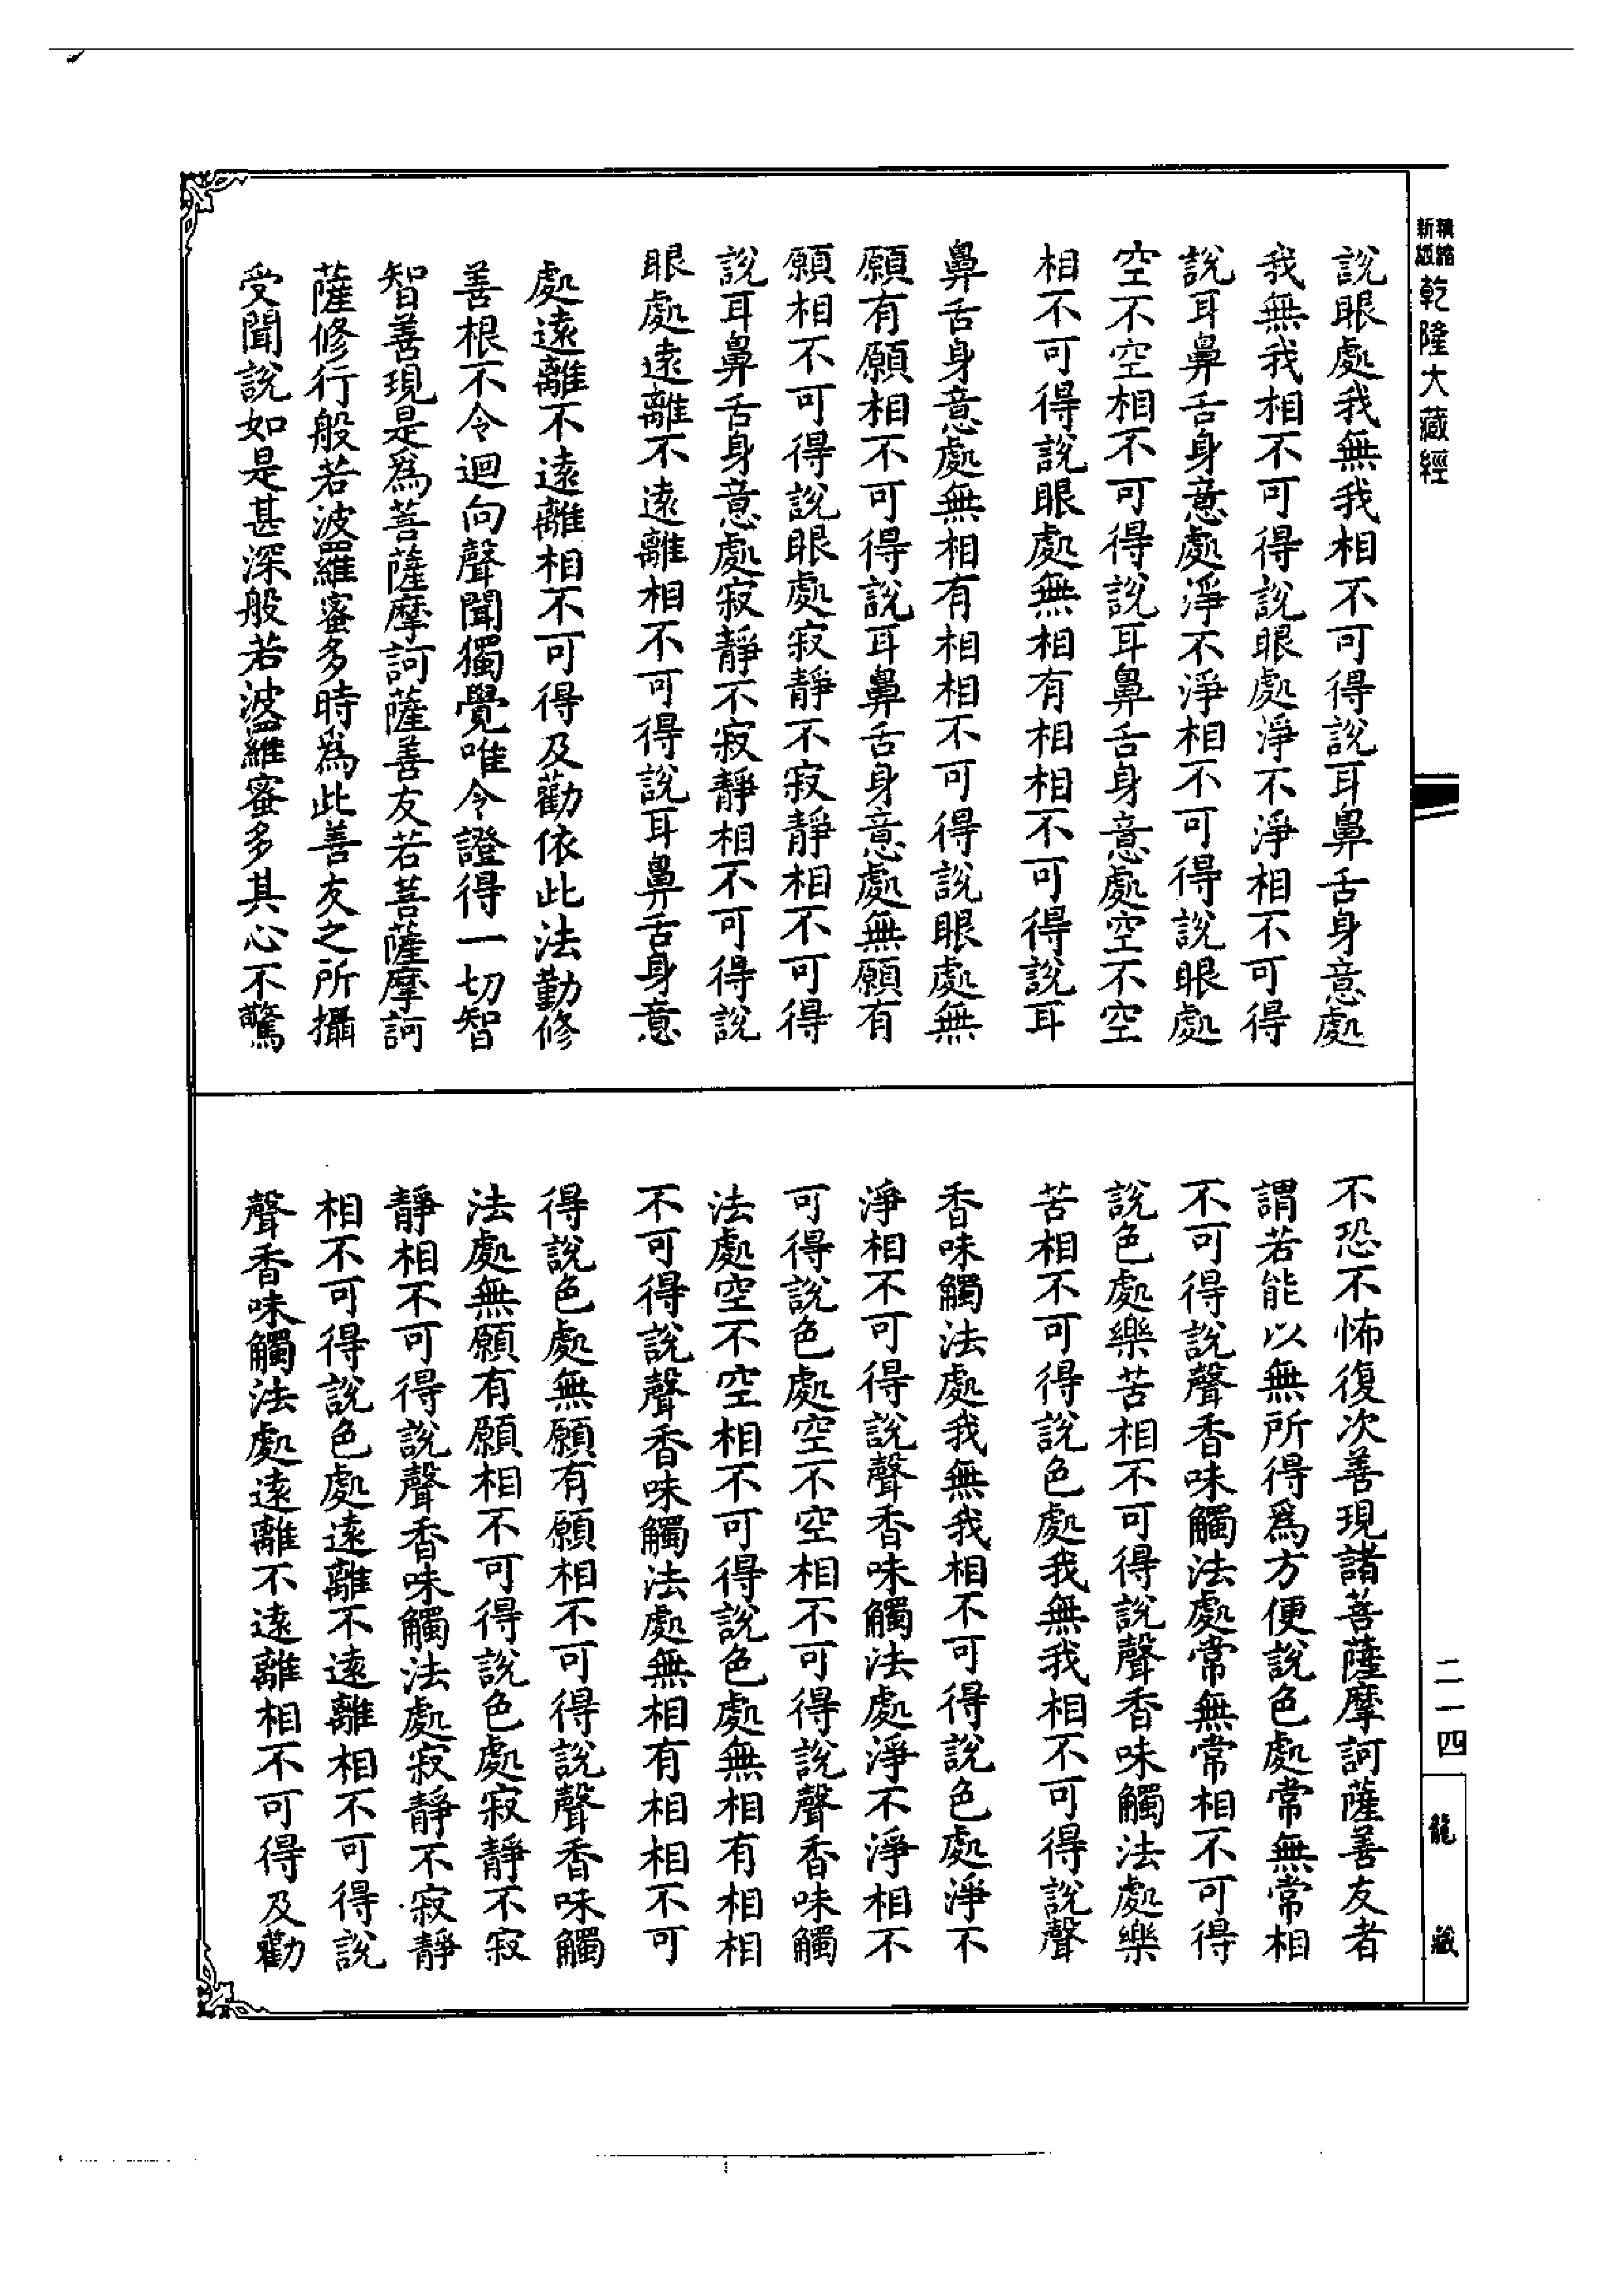 新版
精縮
乾隆大藏經
說眼處我無我相不可得說耳鼻舌身意處
我無我相不可得說眼處淨不淨相不可得
說耳鼻舌身意處淨不淨相不可得說眼處
空不空相不可得說耳鼻舌身意處空不空
相不可得說眼處無相有相相不可得說耳
鼻舌身意處無相有相相不可得說眼處無
願有願相不可得說耳鼻舌身意處無願有
願相不可得說眼處寂靜不寂靜相不可得
說耳鼻舌身意處寂靜不寂靜相不可得說
眼處遠離不遠離相不可得說耳鼻舌身意
處遠離不遠離相不可得及勸依此法勤修
善根不令迴向聲聞獨覺唯令證得一切智
智善現是為菩薩摩訶薩善友若菩薩摩訶
薩修行般若波羅蜜多時為此善友之所攝
受聞說如是甚深般若波羅蜜多其心不驚
不恐不怖復次善現諸菩薩摩訶薩善友者
謂若能以無所得為方便說色處常無常相
不可得說聲香味觸法處常無常相不可得
說色處樂苦相不可得說聲香味觸法處樂
苦相不可得說色處我無我相不可得說聲
香味觸法處我無我相不可得說色處淨不
淨相不可得說聲香味觸法處淨不淨相不
可得說色處空不空相不可得說聲香味觸
法處空不空相不可得說色處無相有相相
不可得說聲香味觸法處無相有相相不可
得說色處無願有願相不可得說聲香味觸
法處無願有願相不可得說色處寂靜不寂
靜相不可得說聲香味觸法處寂靜不寂靜
相不可得說色處遠離不遠離相不可得說
聲香味觸法處遠離不遠離相不可得及勸
二一四
龍藏